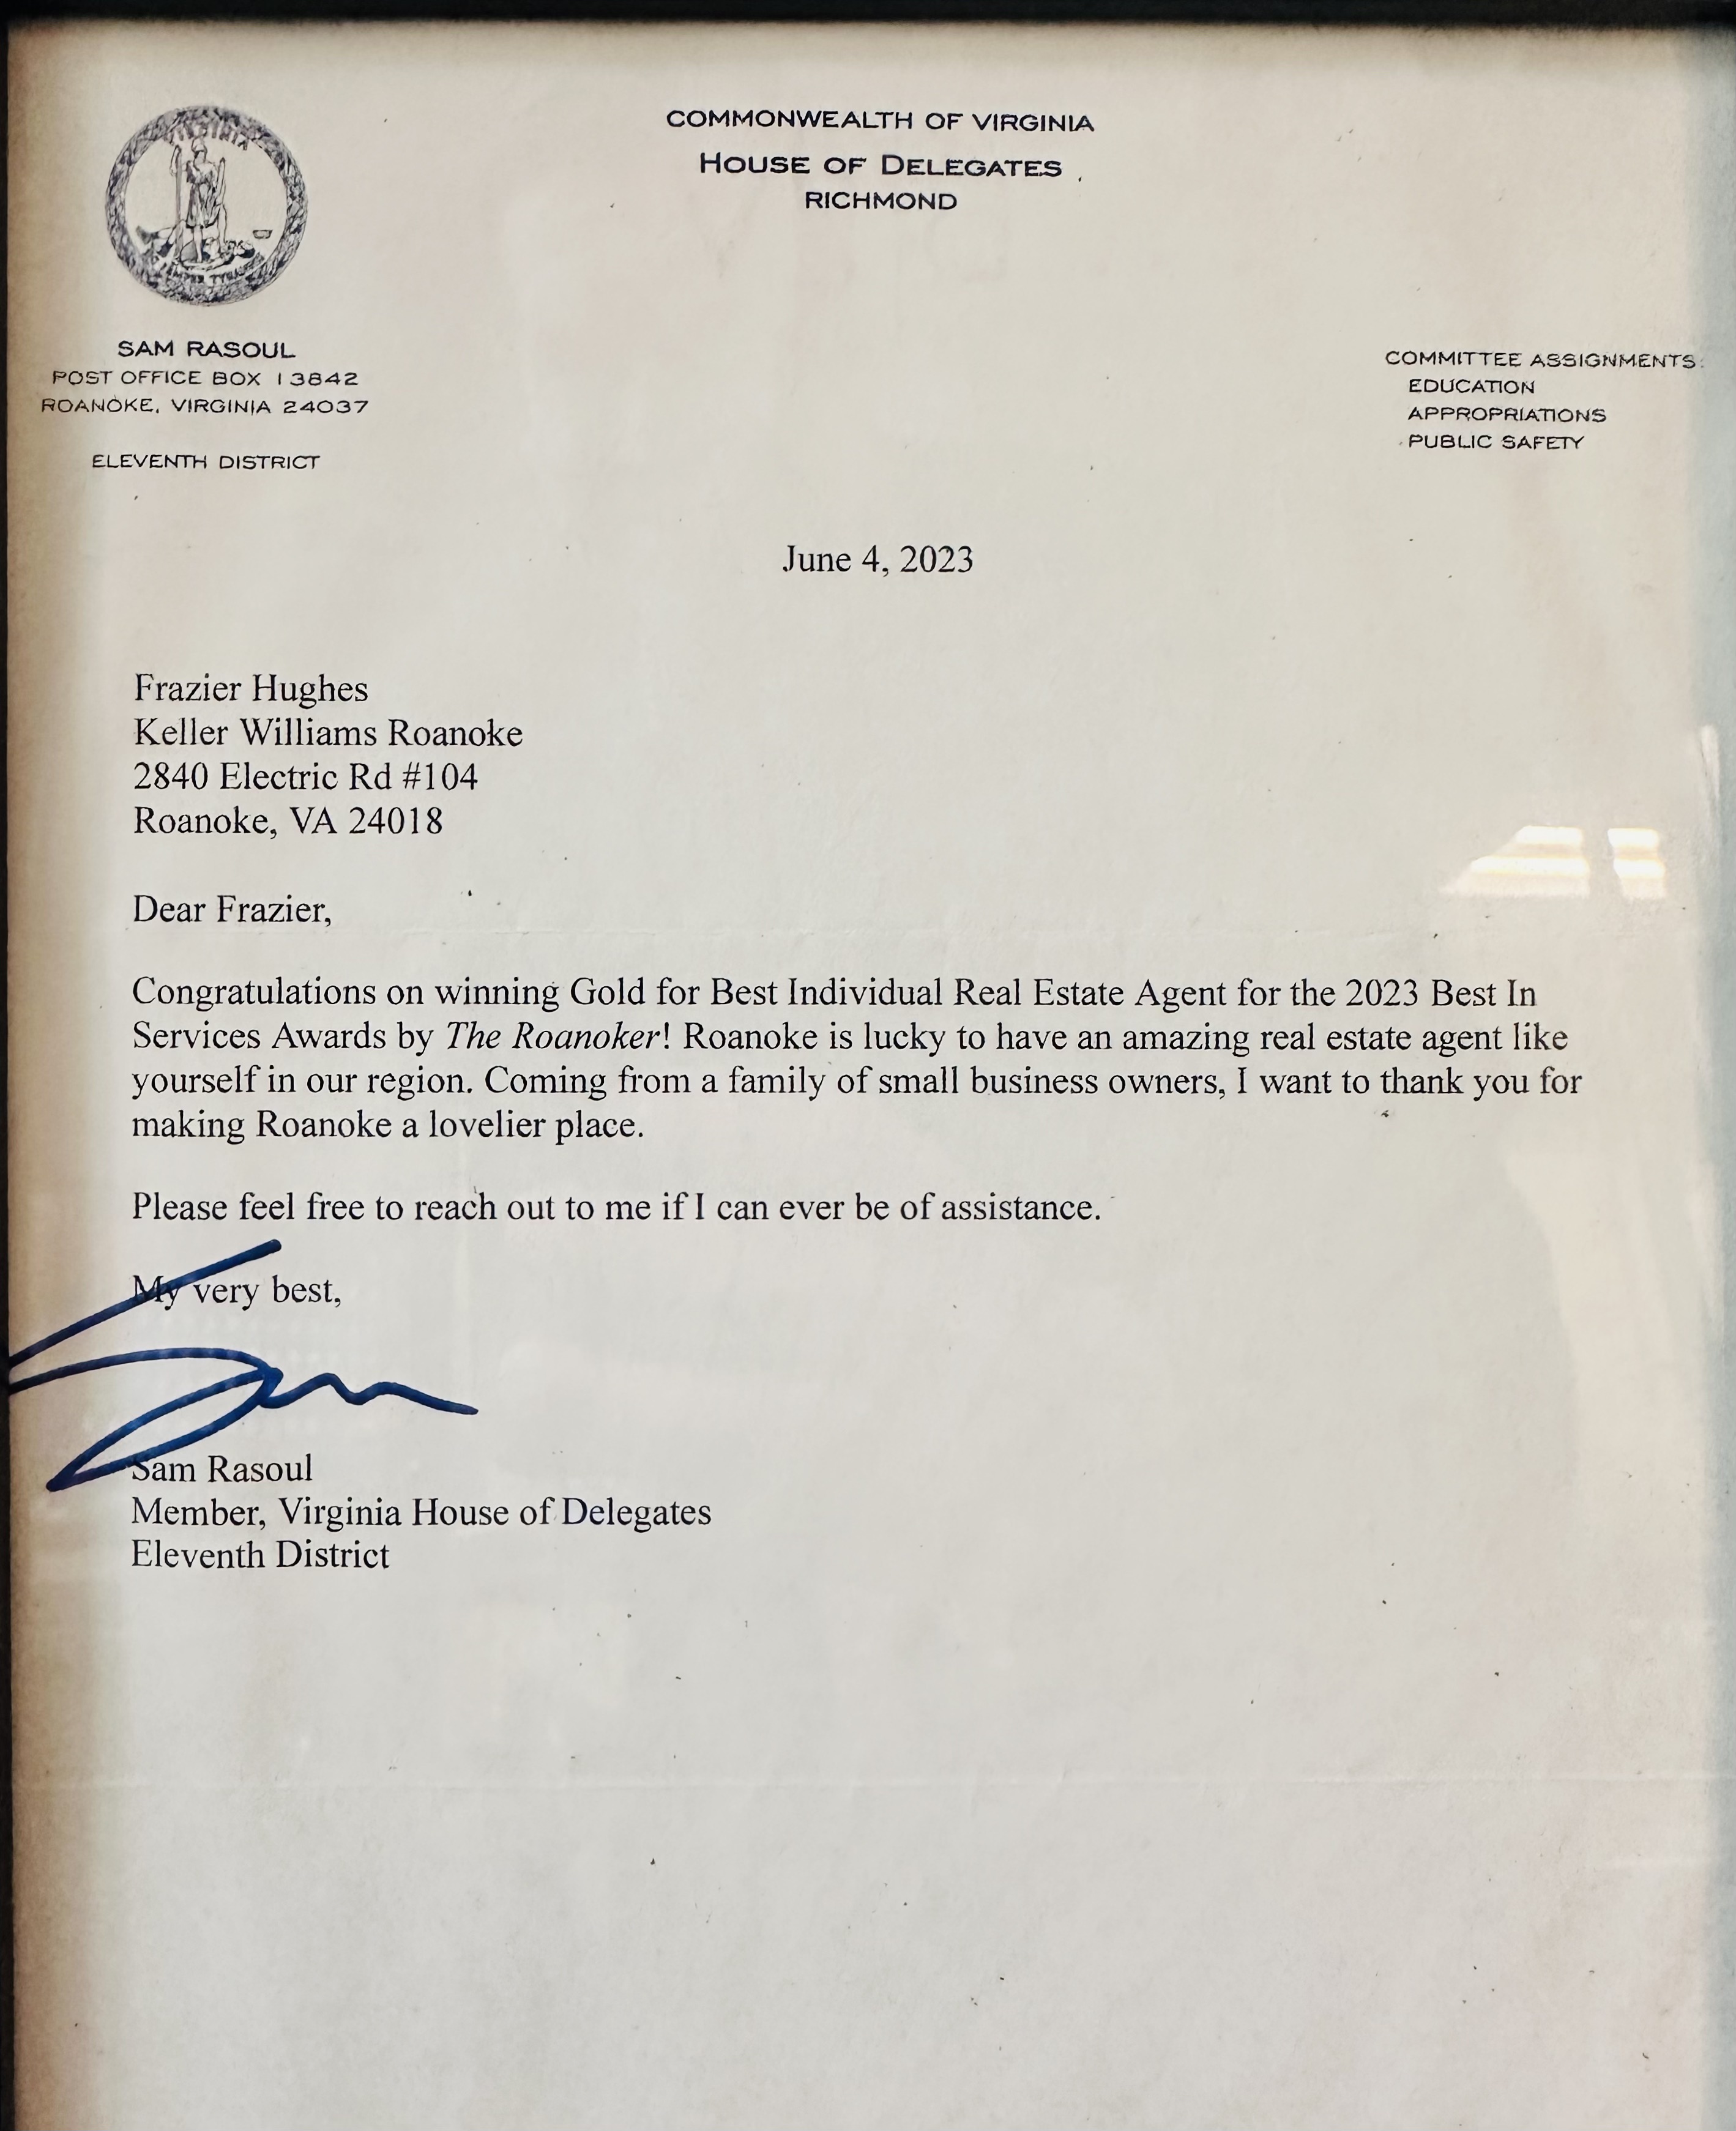 VIRGINIA
COMMONWEALTH OF VIRGINIA
HOUSE OF DELEGATES
RICHMOND
SAM RASOUL
POST OFFICE BOX 13842
ROANOKE, VIRGINIA 24037
ELEVENTH DISTRICT
COMMITTEE ASSIGNMENTS:
EDUCATION
APPROPRIATIONS
PUBLIC SAFETY
June 4, 2023
Frazier Hughes
Keller Williams Roanoke
2840 Electric Rd #104
Roanoke, VA 24018
Dear Frazier,
Congratulations on winning Gold for Best Individual Real Estate Agent for the 2023 Best In
Services Awards by The Roanoker! Roanoke is lucky to have an amazing real estate agent like
yourself in our region. Coming from a family of small business owners, I want to thank you for
making Roanoke a lovelier place.
Please feel free to reach out to me if I can ever be of assistance.
My very best,
Sam
Sam Rasoul
Member, Virginia House of Delegates
Eleventh District